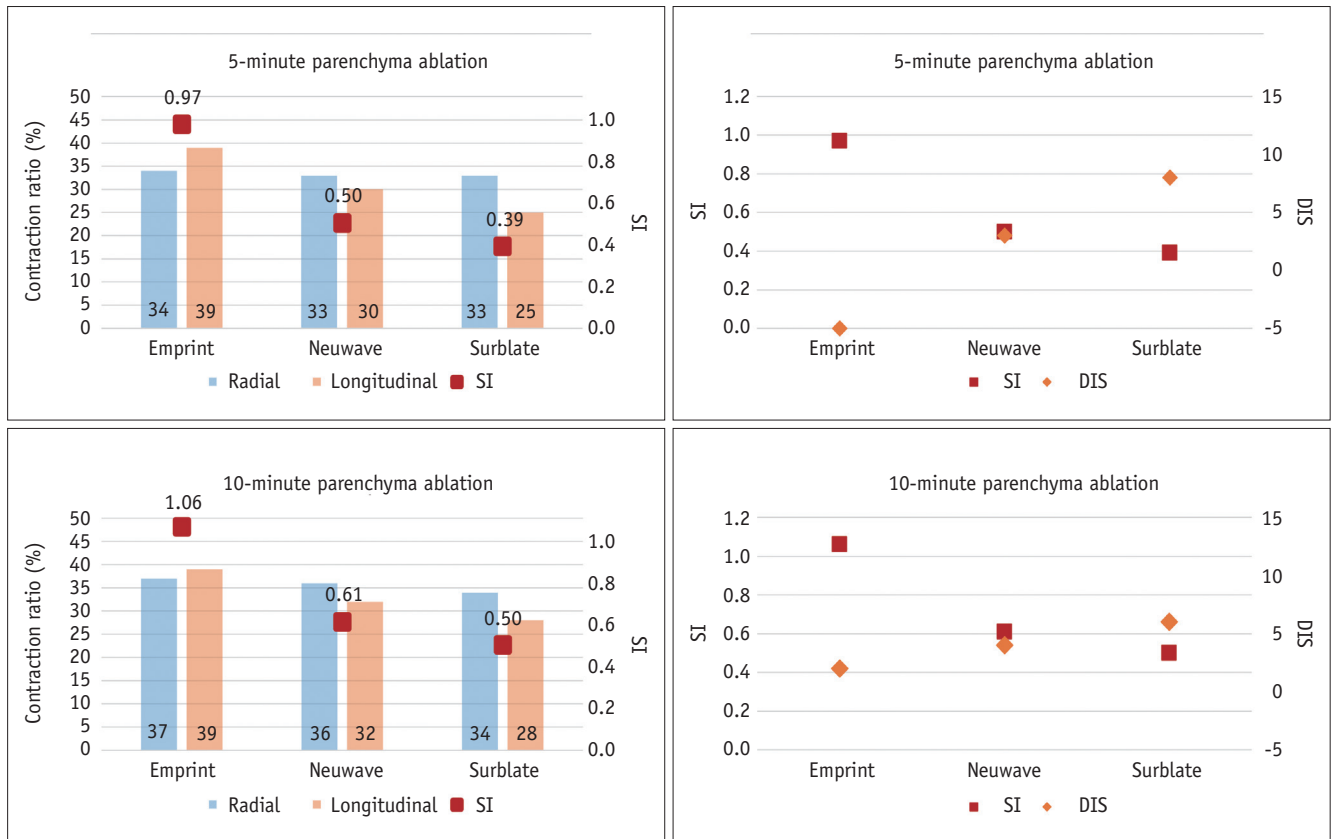 5-minute parenchyma ablation
Contraction ratio (%)
50
45
40
35
30
25
20
15
10
5
0
0.97
0.50
0.39
34 39 33 30 33 25
1.0
0.8
0.6
0.4
0.2
0.0
SI
Emprint Neuwave Surblate
Radial Longitudinal SI
5-minute parenchyma ablation
SI
1.2
1.0
0.8
0.6
0.4
0.2
0.0
15
10
5
0
-5
DIS
Emprint Neuwave Surblate
SI DIS
10-minute parenchyma ablation
Contraction ratio (%)
50
45
40
35
30
25
20
15
10
5
0
1.06
0.61
0.50
37 39 36 32 34 28
1.0
0.8
0.6
0.4
0.2
0.0
SI
Emprint Neuwave Surblate
Radial Longitudinal SI
10-minute parenchyma ablation
SI
1.2
1.0
0.8
0.6
0.4
0.2
0.0
15
10
5
0
-5
DIS
Emprint Neuwave Surblate
SI DIS